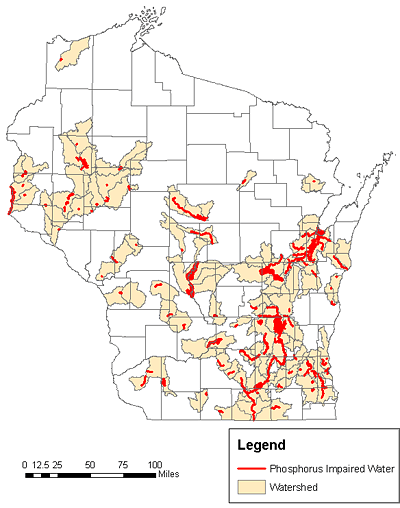 Legend
Phosphorus Impaired Water
Watershed
0 12.5 25 50 75 100
Miles